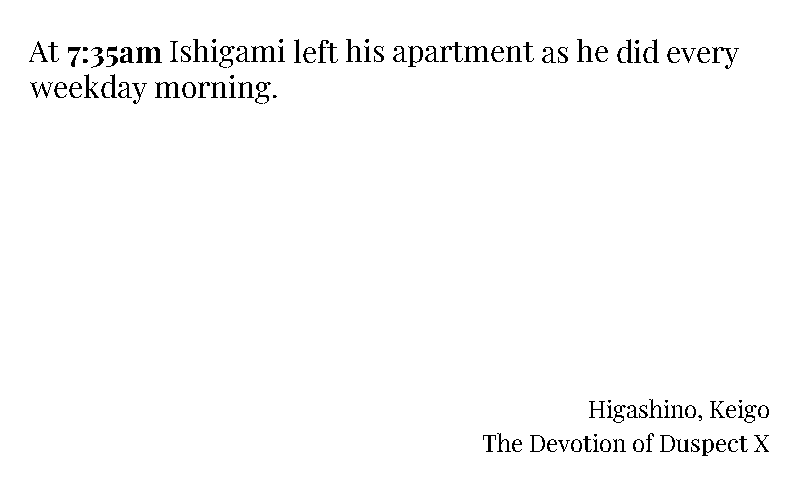 At 7:35am Ishigami left his apartment as he did every
weekday morning.
Higashino, Keigo
The Devotion of Duspect X